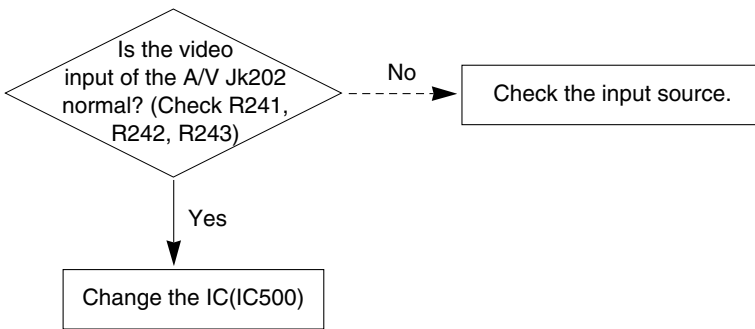 Is the video
input of the A/V Jk202
normal? (Check R241,
R242, R243)
No
Check the input source.
Yes
Change the IC(IC500)